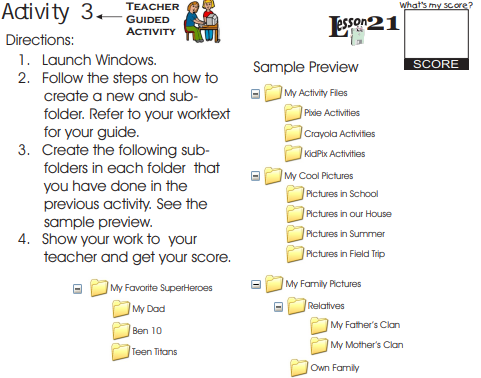 Activity 3
TEACHER
GUIDED
ACTIVITY
Lesson 21
What's my score?
SCORE
Directions:
1. Launch Windows.
2. Follow the steps on how to
create a new and sub-
folder. Refer to your worktext
for your guide.
3. Create the following sub-
folders in each folder that
you have done in the
previous activity. See the
sample preview.
4. Show your work to your
teacher and get your score.
My Favorite SuperHeroes
My Dad
Ben 10
Teen Titans
Sample Preview
My Activity Files
Pixie Activities
Crayola Activities
KidPix Activities
My Cool Pictures
Pictures in School
Pictures in our House
Pictures in Summer
Pictures in Field Trip
My Family Pictures
Relatives
My Father's Clan
My Mother's Clan
Own Family